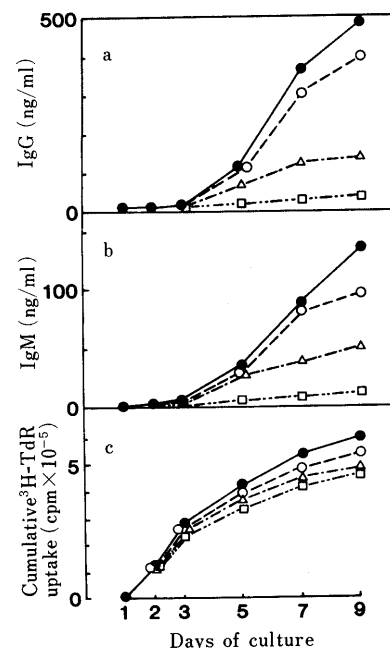 500
a
IgG (ng/ml)
0
b
100
IgM (ng/ml)
0
c
5
Cumulative ³H-TdR
uptake (cpm×10⁻⁵)
0
1 2 3 5 7 9
Days of culture